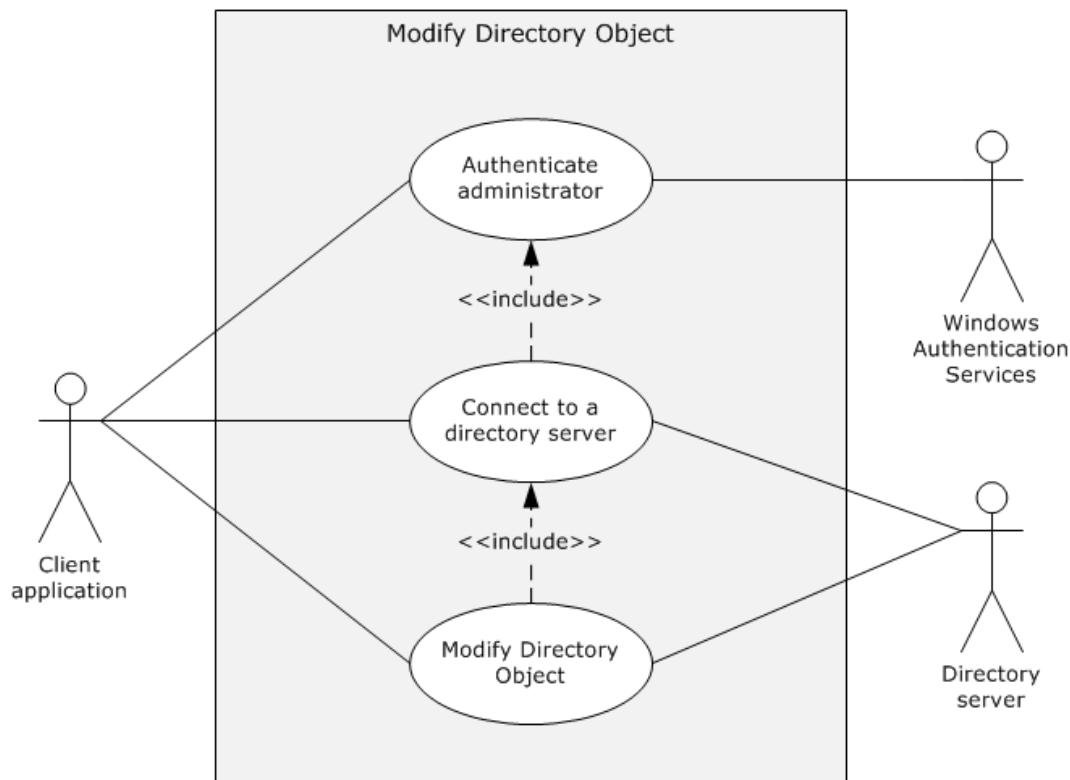 Modify Directory Object
Authenticate
administrator
<<include>>
Windows
Authentication
Services
Connect to a
directory server
Client
application
<<include>>
Modify Directory
Object
Directory
server